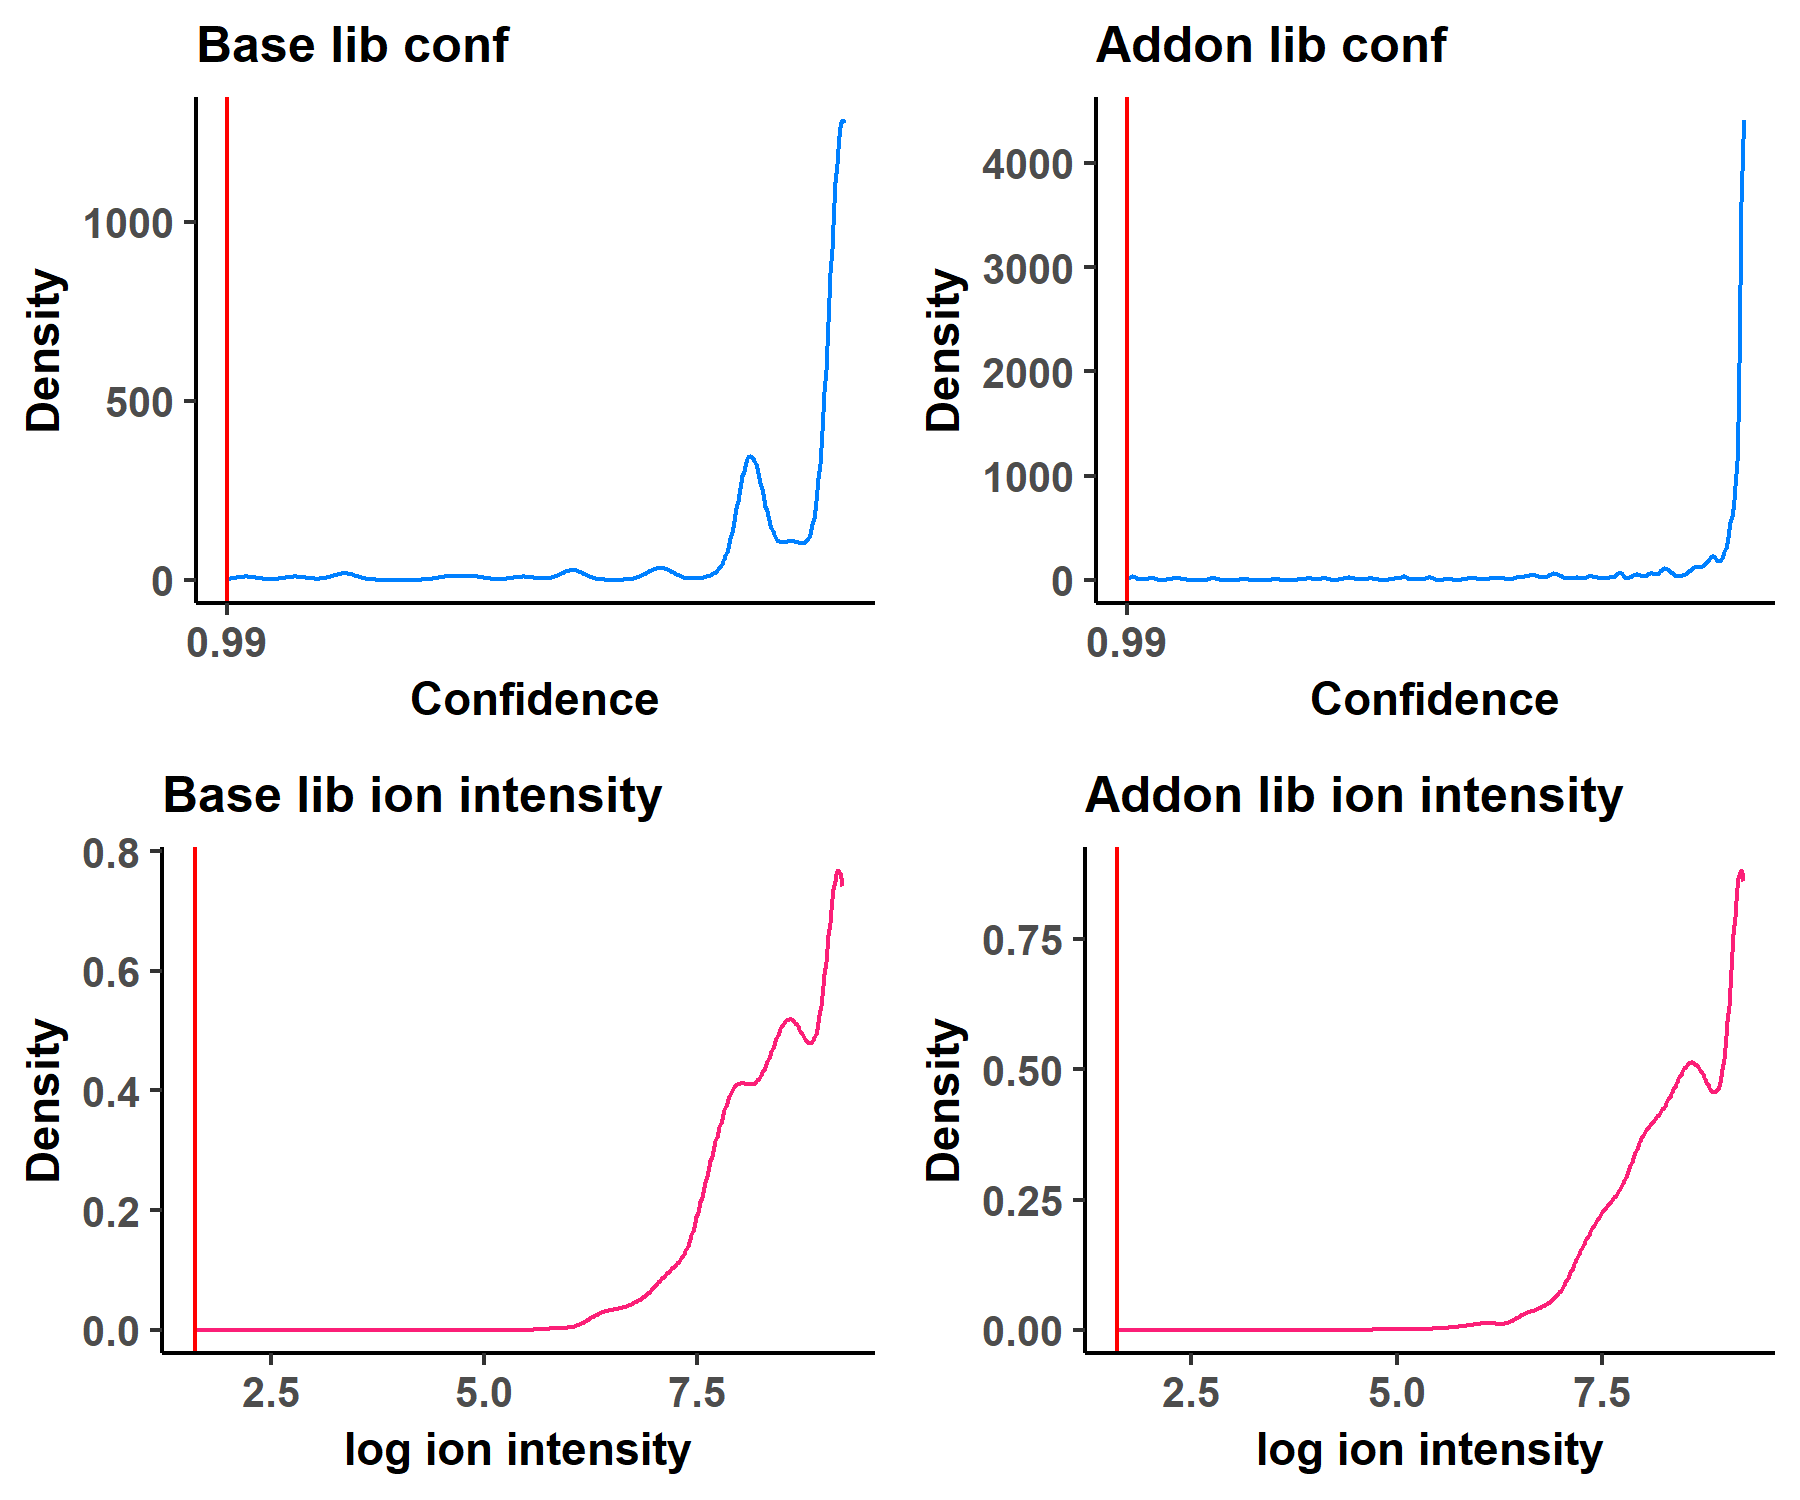 Base lib conf
Density
1000
500
0
0.99
Confidence
Addon lib conf
Density
4000
3000
2000
1000
0
0.99
Confidence
Base lib ion intensity
Density
0.8
0.6
0.4
0.2
0.0
2.5 5.0 7.5
log ion intensity
Addon lib ion intensity
Density
0.75
0.50
0.25
0.00
2.5 5.0 7.5
log ion intensity